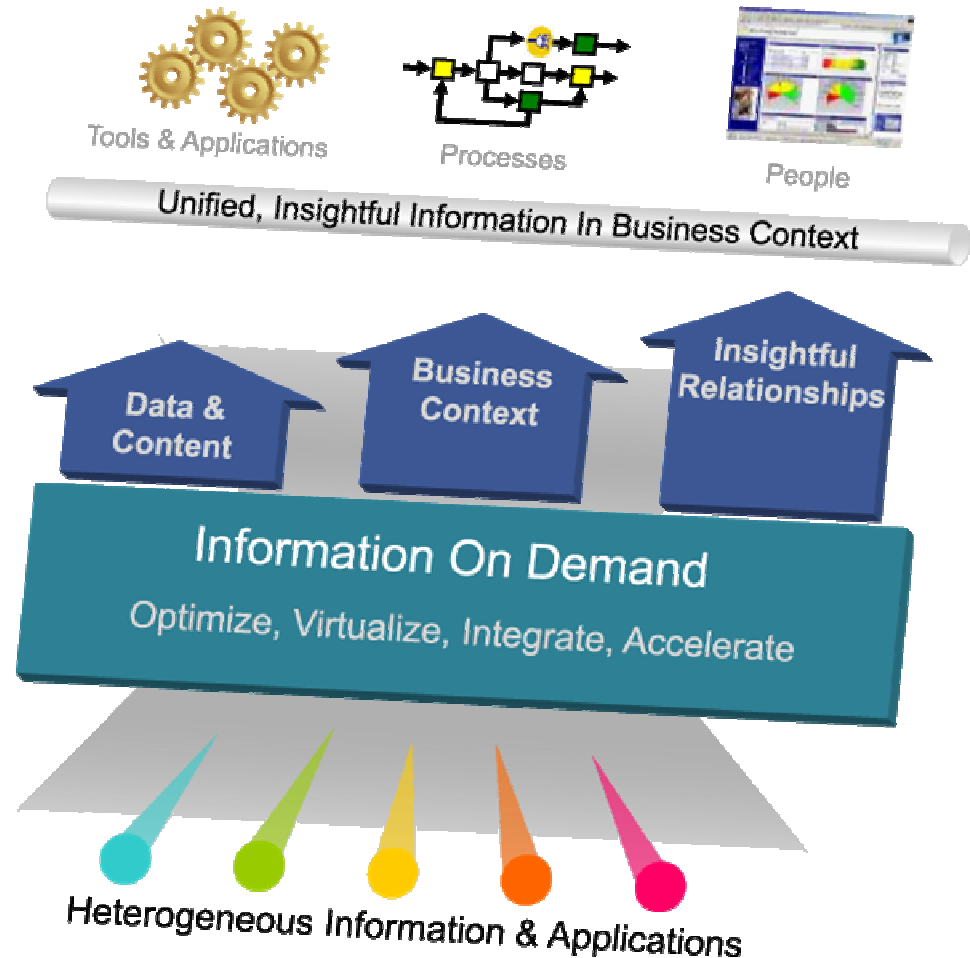 Tools & Applications
Processes
People
Unified, Insightful Information In Business Context
Data &
Content
Business
Context
Insightful
Relationships
Information On Demand
Optimize, Virtualize, Integrate, Accelerate
Heterogeneous Information & Applications